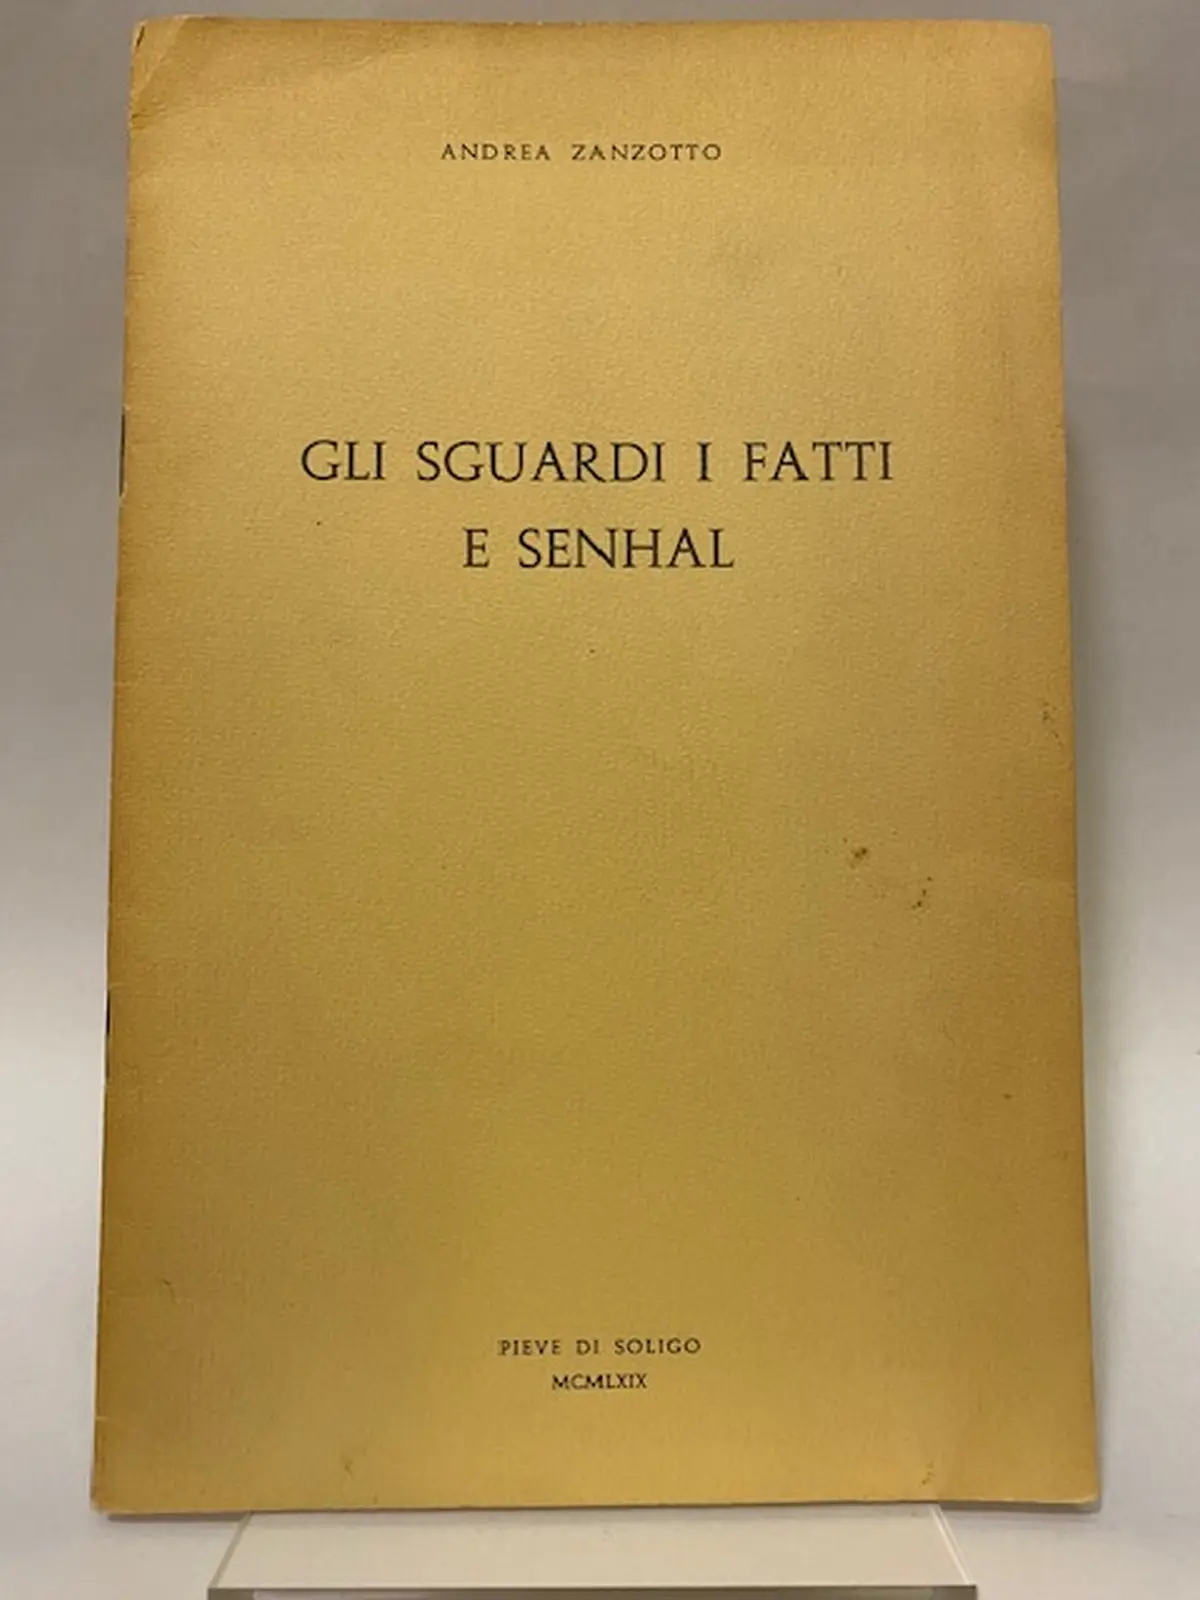 ANDREA ZANZOTTO
GLI SGUARDI I FATTI
E SENHAL
PIEVE DI SOLIGO
MCMLXIX